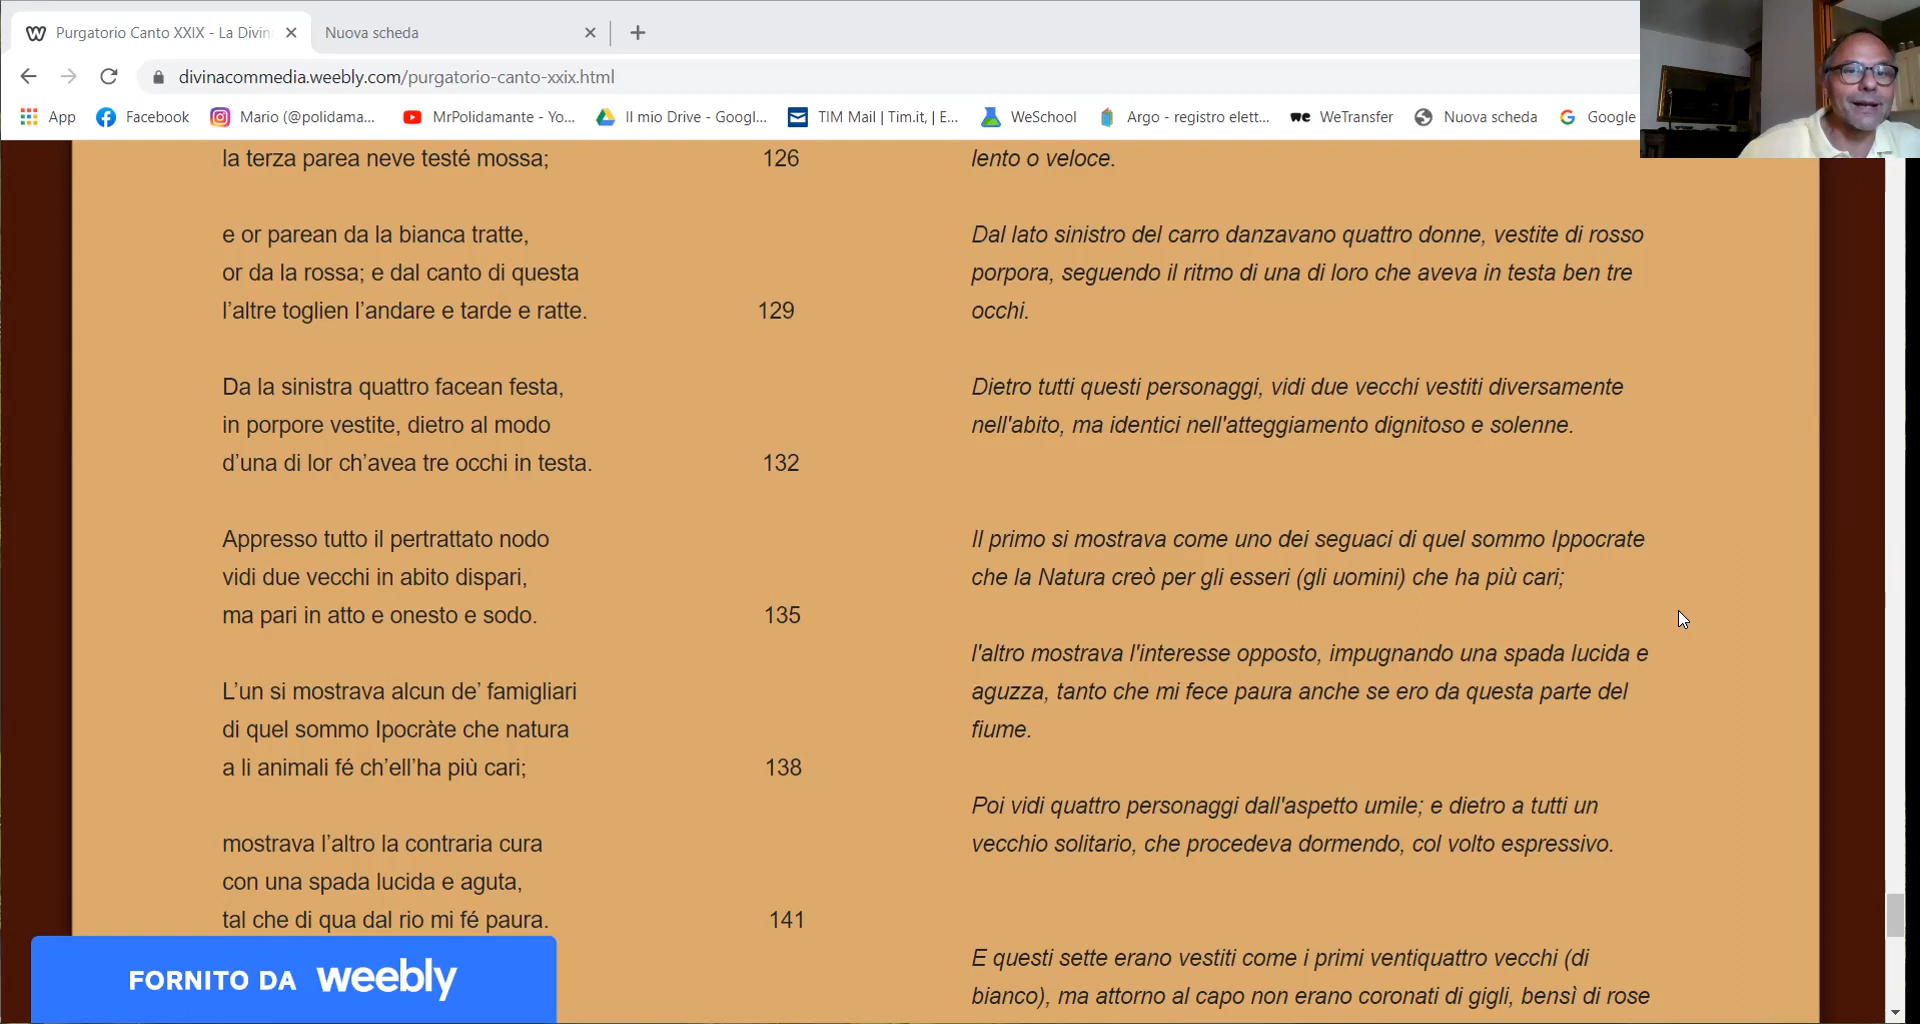 Purgatorio Canto XXIX - La Divin
Nuova scheda
divinacommedia.weebly.com/purgatorio-canto-xxix.html
App
Facebook
Mario (@polidama...
MrPolidamante - Yo...
Il mio Drive - Googl...
TIM Mail | Tim.it, | E...
WeSchool
Argo - registro elett...
WeTransfer
Nuova scheda
Google
la terza parea neve testé mossa; 126
e or parean da la bianca tratte,
or da la rossa; e dal canto di questa
l’altre toglien l’andare e tarde e ratte. 129
Da la sinistra quattro facean festa,
in porpore vestite, dietro al modo
d’una di lor ch’avea tre occhi in testa. 132
Appresso tutto il pertrattato nodo
vidi due vecchi in abito dispari,
ma pari in atto e onesto e sodo. 135
L’un si mostrava alcun de’ famigliari
di quel sommo Ipocràte che natura
a li animali fé ch’ell’ha più cari; 138
mostrava l’altro la contraria cura
con una spada lucida e aguta,
tal che di qua dal rio mi fé paura. 141
lento o veloce.
Dal lato sinistro del carro danzavano quattro donne, vestite di rosso
porpora, seguendo il ritmo di una di loro che aveva in testa ben tre
occhi.
Dietro tutti questi personaggi, vidi due vecchi vestiti diversamente
nell'abito, ma identici nell'atteggiamento dignitoso e solenne.
Il primo si mostrava come uno dei seguaci di quel sommo Ippocrate
che la Natura creò per gli esseri (gli uomini) che ha più cari;
l'altro mostrava l'interesse opposto, impugnando una spada lucida e
aguzza, tanto che mi fece paura anche se ero da questa parte del
fiume.
Poi vidi quattro personaggi dall'aspetto umile; e dietro a tutti un
vecchio solitario, che procedeva dormendo, col volto espressivo.
E questi sette erano vestiti come i primi ventiquattro vecchi (di
bianco), ma attorno al capo non erano coronati di gigli, bensì di rose
FORNITO DA weebly